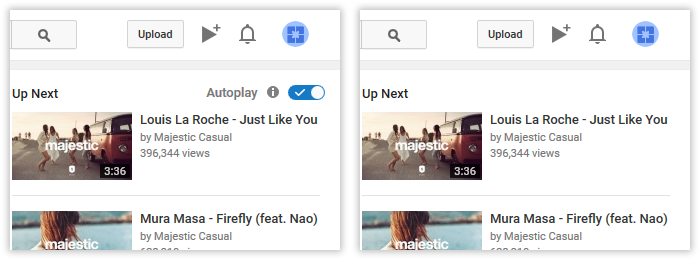 Upload
Up Next
Autoplay
majestic
3:36
Louis La Roche - Just Like You
by Majestic Casual
396,344 views
majestic
Mura Masa - Firefly (feat. Nao)
by Majestic Casual
Upload
Up Next
majestic
3:36
Louis La Roche - Just Like You
by Majestic Casual
396,344 views
majestic
Mura Masa - Firefly (feat. Nao)
by Majestic Casual